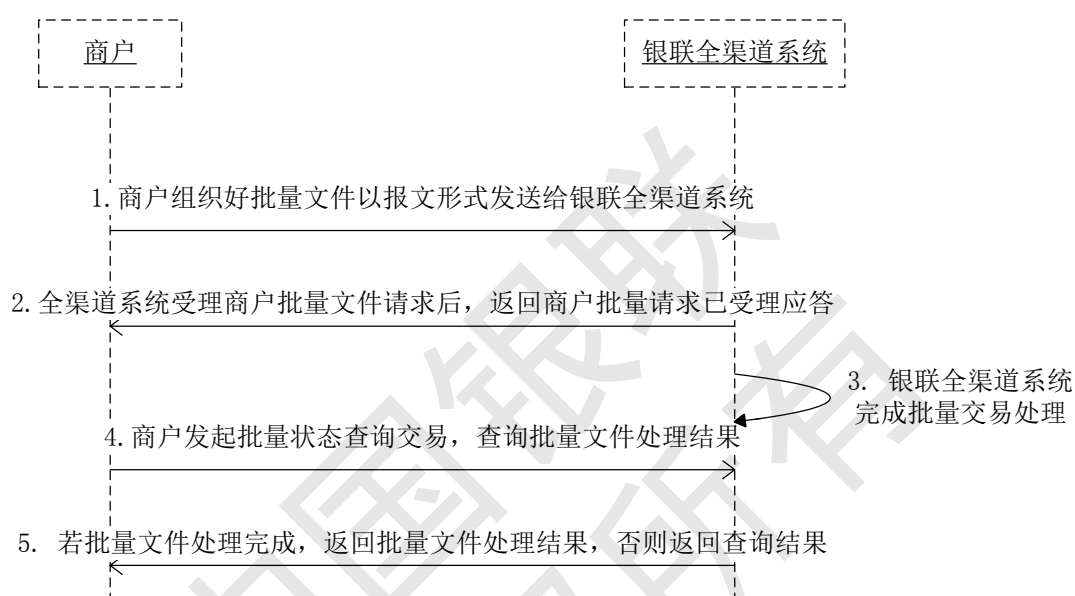 商户
银联全渠道系统
1.商户组织好批量文件以报文形式发送给银联全渠道系统
2.全渠道系统受理商户批量文件请求后，返回商户批量请求已受理应答
3. 银联全渠道系统
完成批量交易处理
4.商户发起批量状态查询交易，查询批量文件处理结果
5. 若批量文件处理完成，返回批量文件处理结果，否则返回查询结果
中国银联
所有